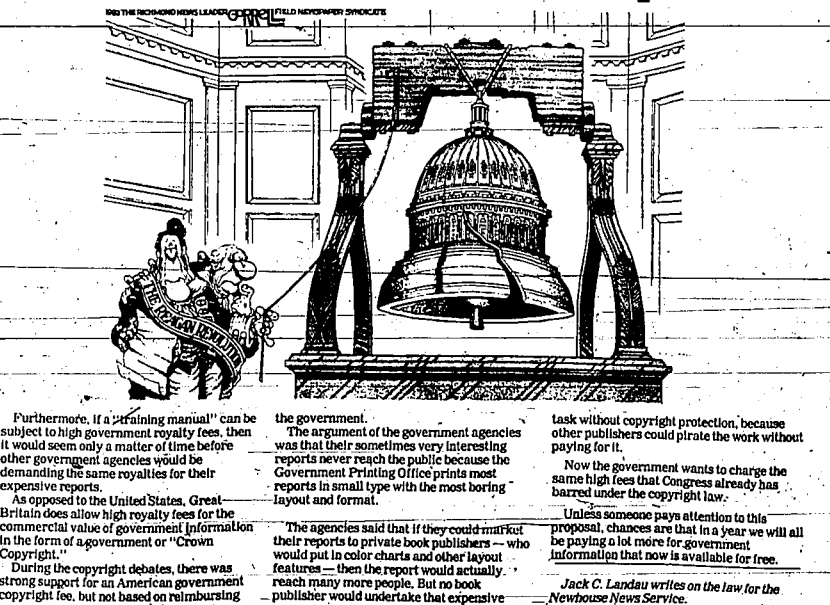 1983 THE RICHMOND NEWS LEADER GORRELL FIELD NEWSPAPER SYNDICATE
THE REAGAN REVOLUTION
Furthermore, if a "training manual" can be
subject to high government royalty fees, then
it would seem only a matter of time before
other government agencies would be
demanding the same royalties for their
expensive reports.
As opposed to the United States, Great
Britain does allow high royalty fees for the
commercial value of government information
in the form of a government or "Crown
Copyright."
During the copyright debates, there was
strong support for an American government
copyright fee, but not based on reimbursing
the government.
The argument of the government agencies
was that their sometimes very interesting
reports never reach the public because the
Government Printing Office prints most
reports in small type with the most boring
layout and format.
The agencies said that if they could market
their reports to private book publishers — who
would put in color charts and other layout
features — then the report would actually
reach many more people. But no book
publisher would undertake that expensive
task without copyright protection, because
other publishers could pirate the work without
paying for it.
Now the government wants to charge the
same high fees that Congress already has
barred under the copyright law.
Unless someone pays attention to this
proposal, chances are that in a year we will all
be paying a lot more for government
information that now is available for free.
Jack C. Landau writes on the law for the
Newhouse News Service.